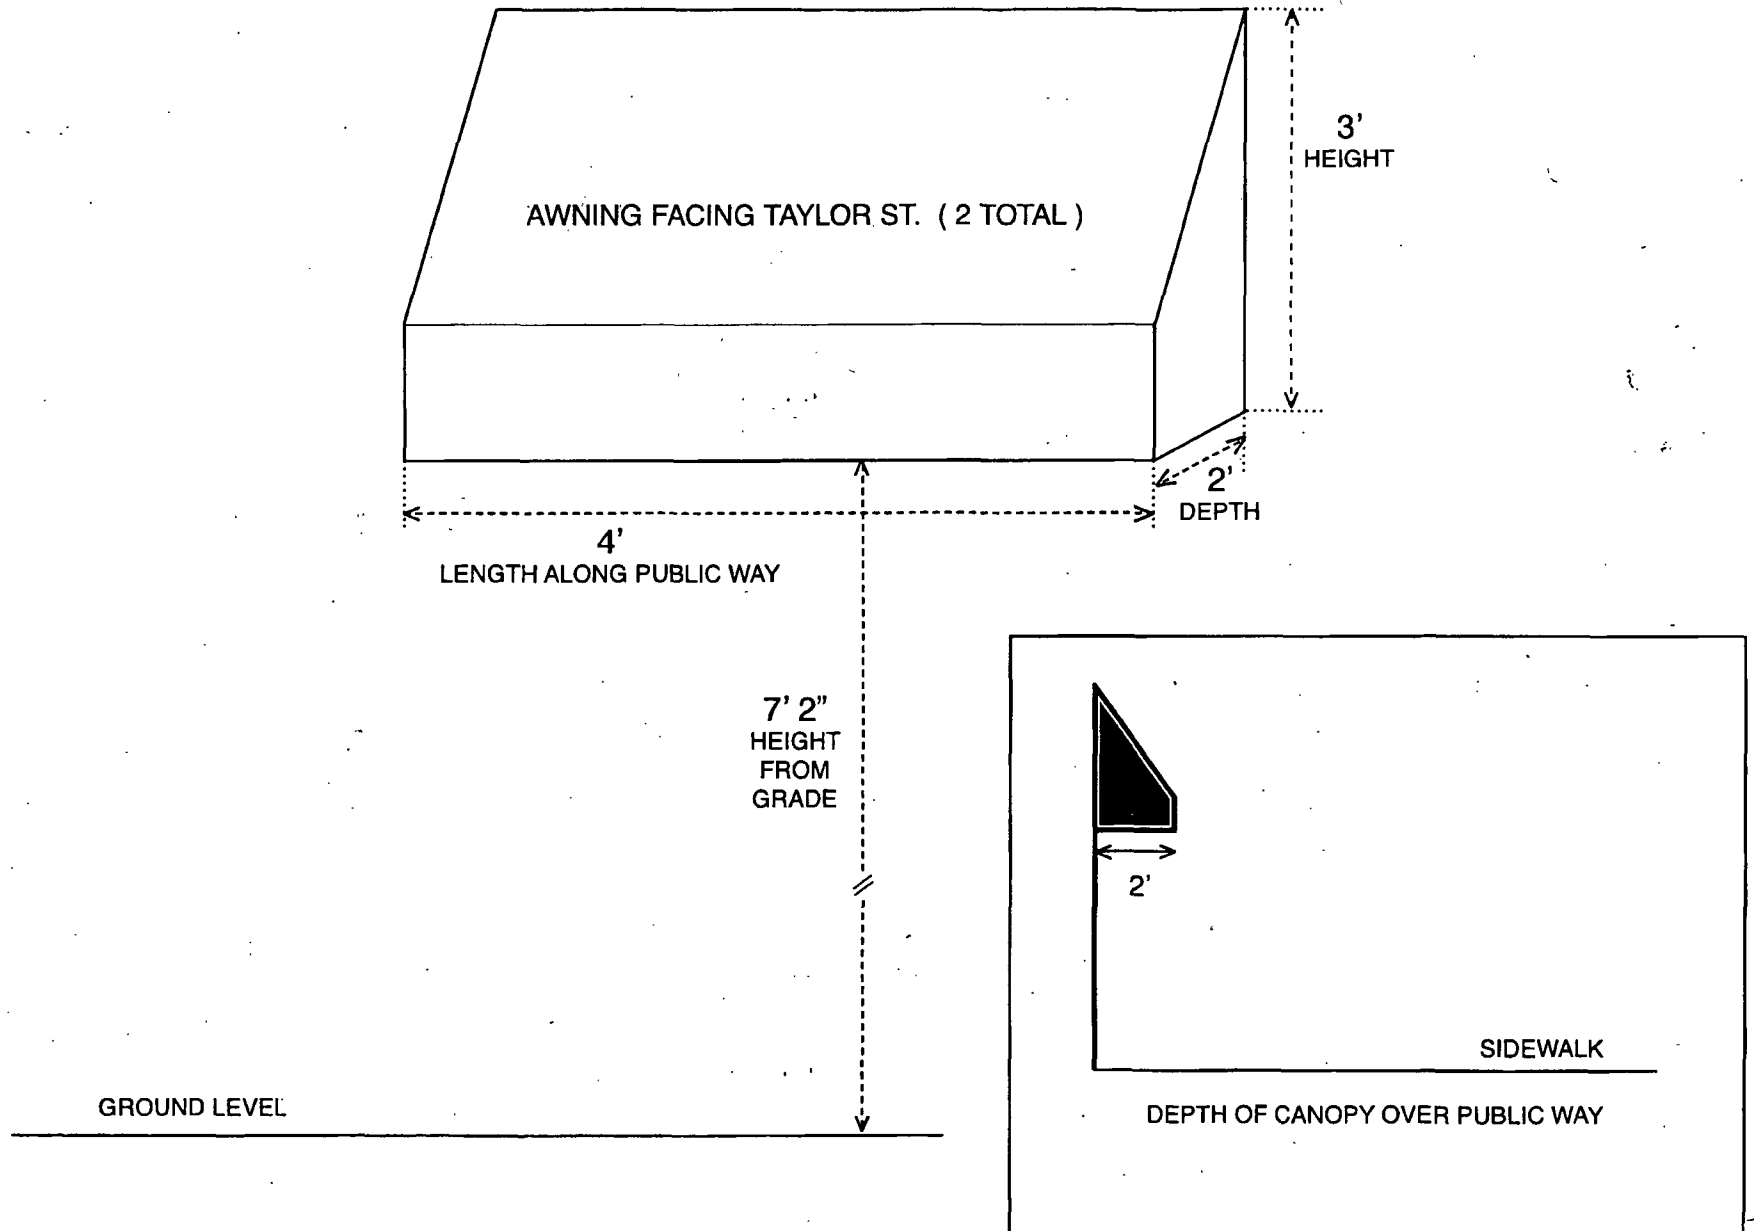 3'
HEIGHT
AWNING FACING TAYLOR ST. ( 2 TOTAL )
2'
DEPTH
4'
LENGTH ALONG PUBLIC WAY
7' 2"
HEIGHT
FROM
GRADE
2'
SIDEWALK
GROUND LEVEL
DEPTH OF CANOPY OVER PUBLIC WAY